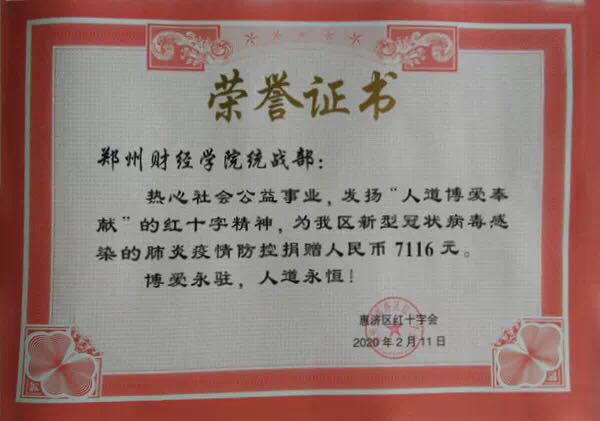 荣誉证书
郑州财经学院统战部：
热心社会公益事业，发扬“人道博爱奉
献”的红十字精神，为我区新型冠状病毒感
染的肺炎疫情防控捐赠人民币 7116 元。
博爱永驻，人道永恒！
惠济区红十字会
2020 年 2 月 11 日